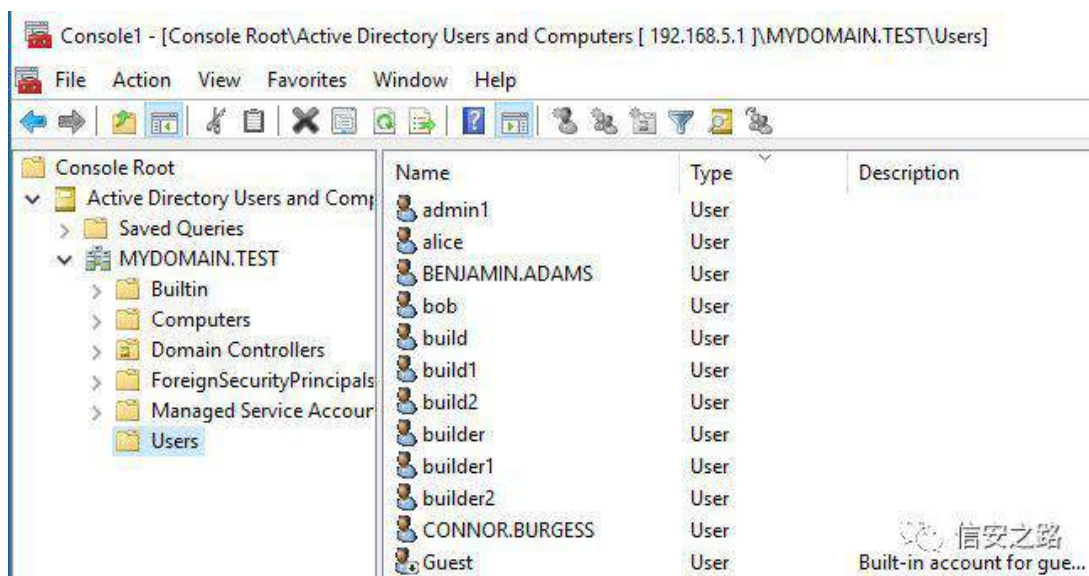 Console1 - [Console Root\Active Directory Users and Computers [ 192.168.5.1 ]\MYDOMAIN.TEST\Users]
File Action View Favorites Window Help
Console Root
Active Directory Users and Comp
Saved Queries
MYDOMAIN.TEST
Builtin
Computers
Domain Controllers
ForeignSecurityPrincipals
Managed Service Accour
Users
Name Type Description
admin1 User
alice User
BENJAMIN.ADAMS User
bob User
build User
build1 User
build2 User
builder User
builder1 User
builder2 User
CONNOR.BURGESS User
Guest User Built-in account for gue...
信安之路